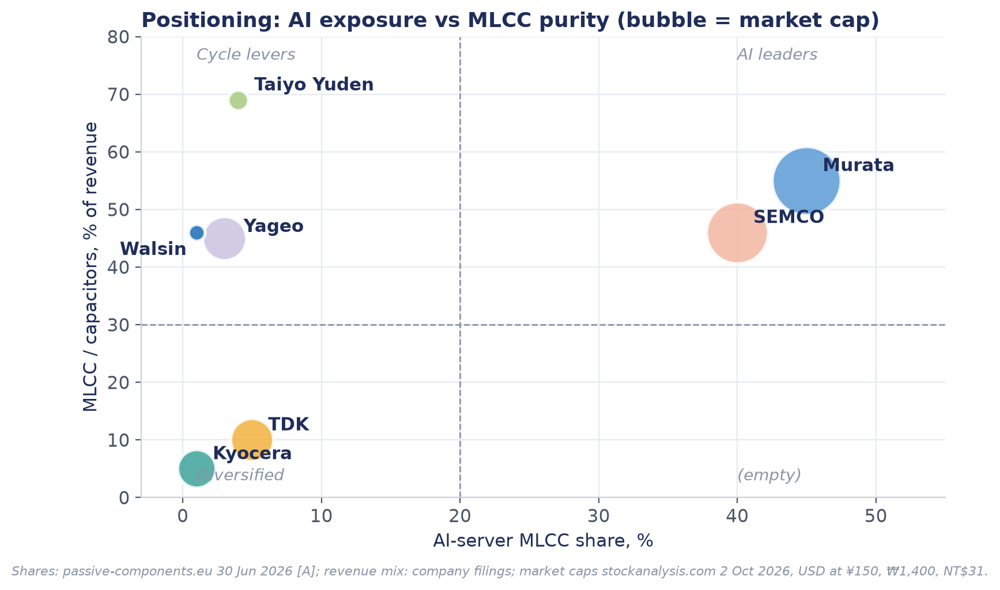 Positioning: AI exposure vs MLCC purity (bubble = market cap)
80
70
60
50
40
30
20
10
0
MLCC / capacitors, % of revenue
Cycle levers
AI leaders
Taiyo Yuden
Murata
SEMCO
Yageo
Walsin
TDK
Kyocera
Diversified
(empty)
0
10
20
30
40
50
AI-server MLCC share, %
Shares: passive-components.eu 30 Jun 2026 [A]; revenue mix: company filings; market caps stockanalysis.com 2 Oct 2026, USD at ¥150, ₩1,400, NT$31.